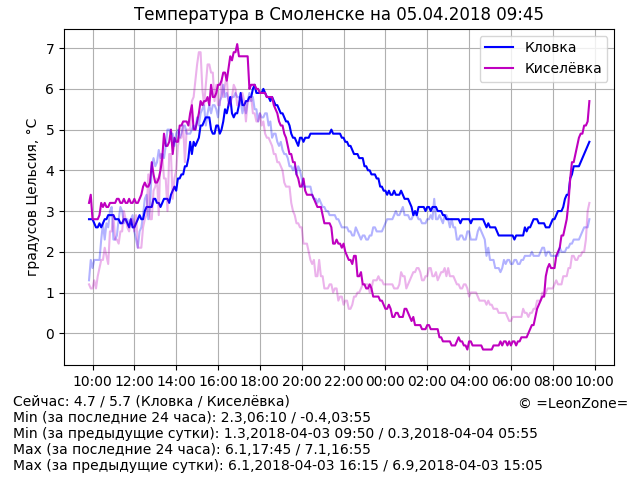 Температура в Смоленске на 05.04.2018 09:45
Кловка
Киселёвка
градусов Цельсия, °C
7
6
5
4
3
2
1
0
10:00 12:00 14:00 16:00 18:00 20:00 22:00 00:00 02:00 04:00 06:00 08:00 10:00
Сейчас: 4.7 / 5.7 (Кловка / Киселёвка)
© =LeonZone=
Min (за последние 24 часа): 2.3,06:10 / -0.4,03:55
Min (за предыдущие сутки): 1.3,2018-04-03 09:50 / 0.3,2018-04-04 05:55
Max (за последние 24 часа): 6.1,17:45 / 7.1,16:55
Max (за предыдущие сутки): 6.1,2018-04-03 16:15 / 6.9,2018-04-03 15:05